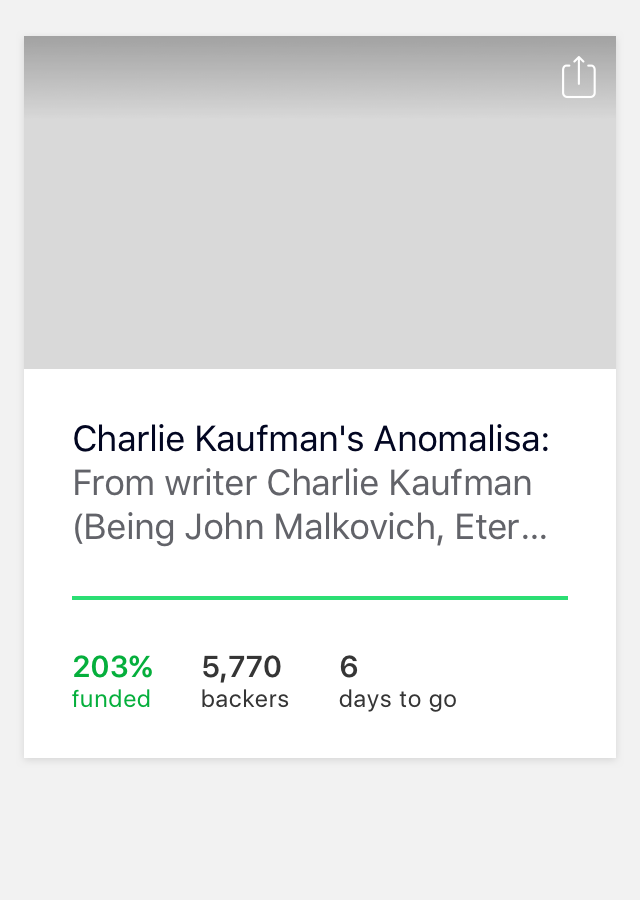 Charlie Kaufman's Anomalisa:
From writer Charlie Kaufman
(Being John Malkovich, Eter…
203% 5,770 6
funded backers days to go